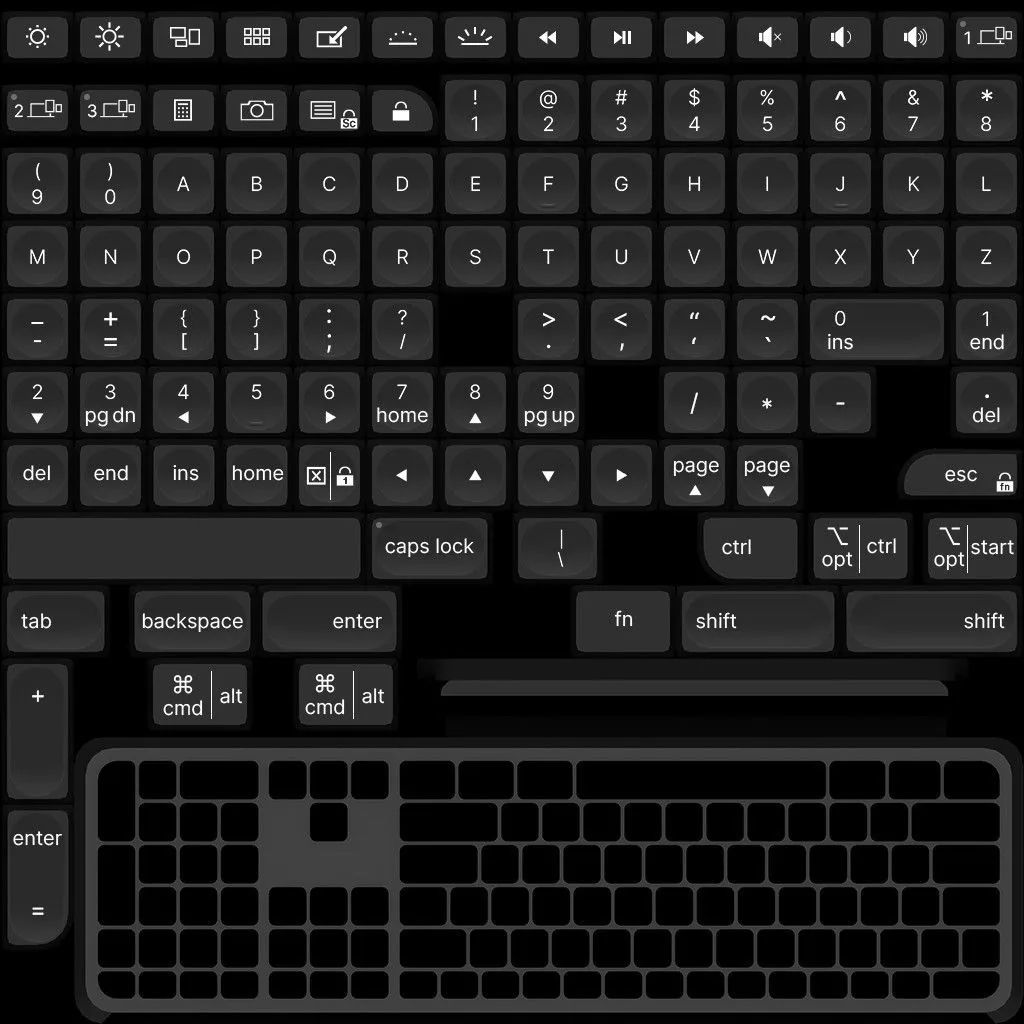 1
2 3 SC ! @ # $ % ^ & *
1 2 3 4 5 6 7 8
( )
9 0 A B C D E F G H I J K L
M N O P Q R S T U V W X Y Z
_ + { } : ? > < “ ~ 0 1
- = [ ] ; / . , ‘ ` ins end
2 3 4 5 6 7 8 9 / * - .
▼ pg dn ◀ _ ▶ home ▲ pg up del
del end ins home 1 ◀ ▲ ▼ ▶ page ▲ page ▼ esc fn
caps lock | \ ctrl ⌥ opt | ctrl ⌥ opt | start
tab backspace enter fn shift shift
+ ⌘ cmd | alt ⌘ cmd | alt
enter
=